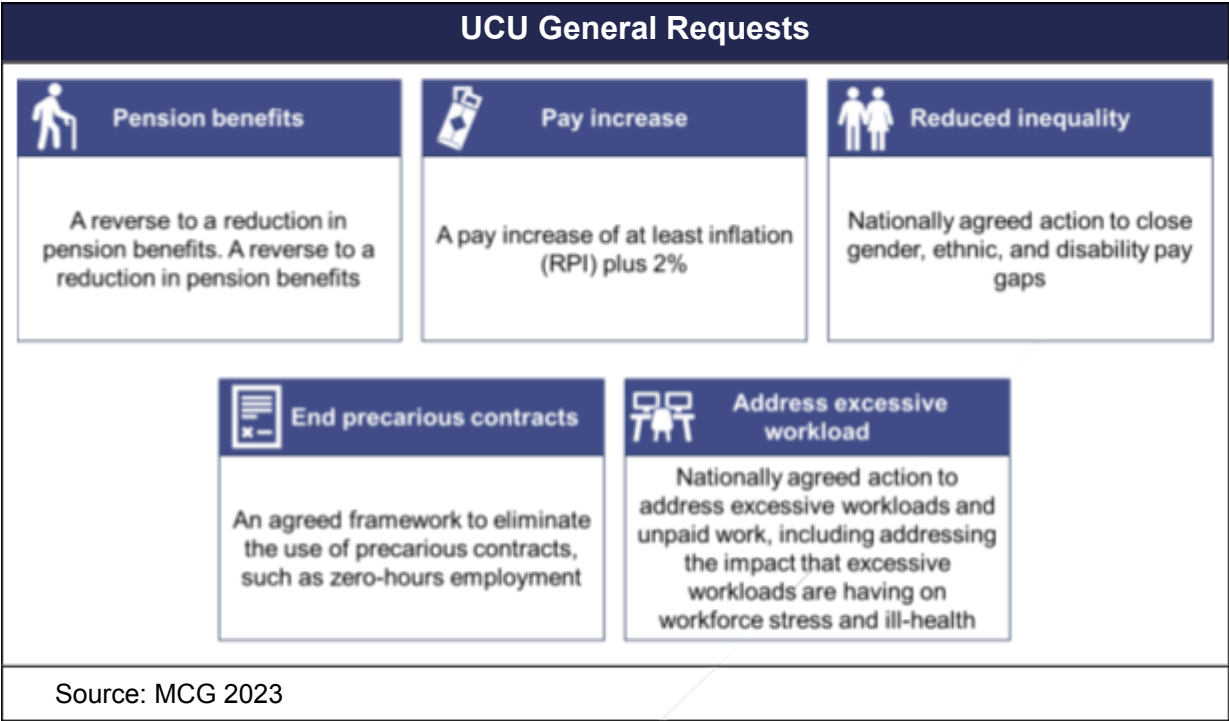 UCU General Requests
Pension benefits
A reverse to a reduction in
pension benefits. A reverse to a
reduction in pension benefits
Pay increase
A pay increase of at least inflation
(RPI) plus 2%
Reduced inequality
Nationally agreed action to close
gender, ethnic, and disability pay
gaps
End precarious contracts
An agreed framework to eliminate
the use of precarious contracts,
such as zero-hours employment
Address excessive
workload
Nationally agreed action to
address excessive workloads and
unpaid work, including addressing
the impact that excessive
workloads are having on
workforce stress and ill-health
Source: MCG 2023